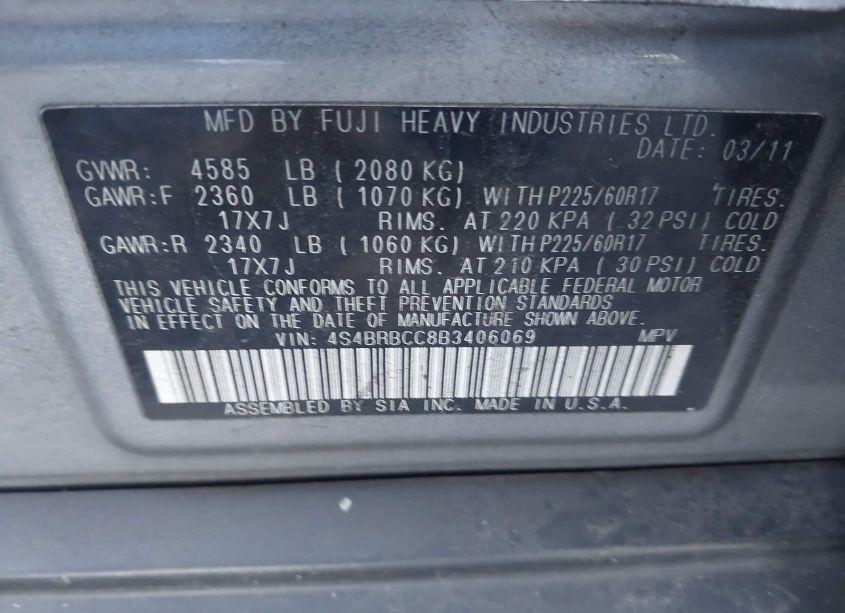 MFD BY FUJI HEAVY INDUSTRIES LTD.
DATE: 03/11
GVWR: 4585 LB ( 2080 KG)
GAWR:F 2360 LB ( 1070 KG) WITH P225/60R17 TIRES.
17X7J RIMS. AT 220 KPA ( 32 PSI) COLD
GAWR:R 2340 LB ( 1060 KG) WITH P225/60R17 TIRES.
17X7J RIMS. AT 210 KPA ( 30 PSI) COLD
THIS VEHICLE CONFORMS TO ALL APPLICABLE FEDERAL MOTOR
VEHICLE SAFETY AND THEFT PREVENTION STANDARDS
IN EFFECT ON THE DATE OF MANUFACTURE SHOWN ABOVE.
VIN: 4S4BRBCC8B3406069 MPV
ASSEMBLED BY SIA INC. MADE IN U.S.A.